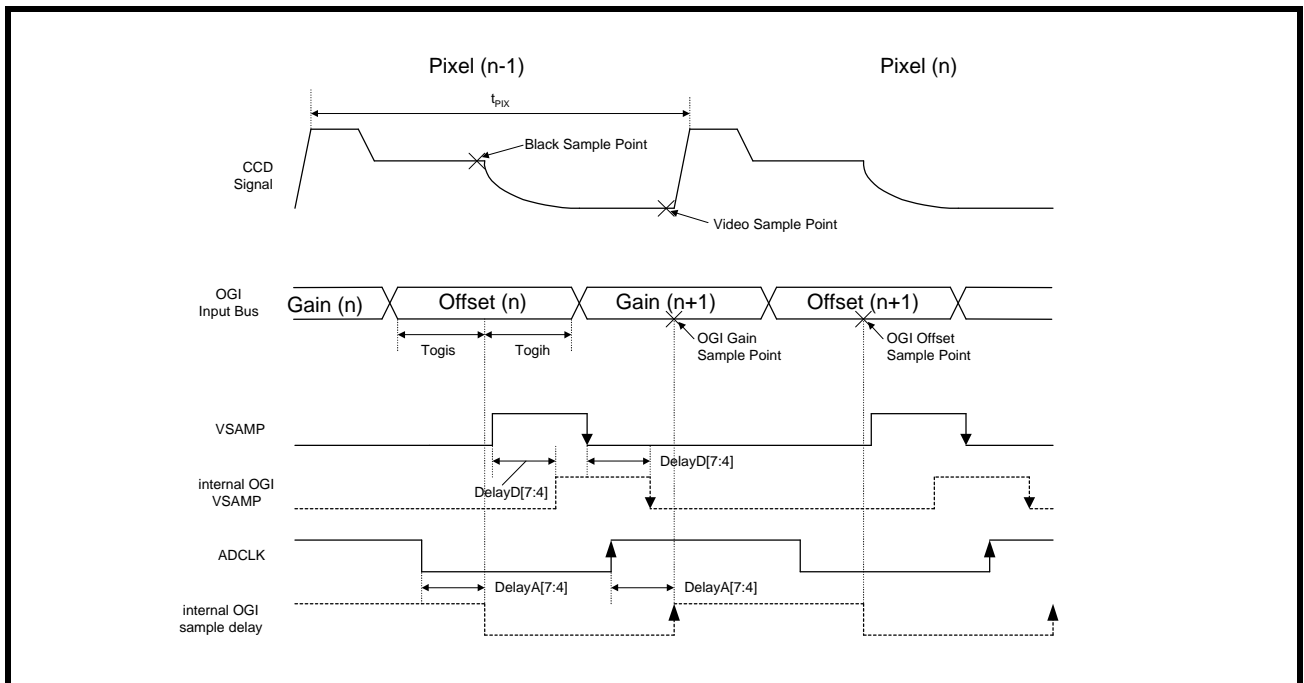 Pixel (n-1)
Pixel (n)
tPIX
Black Sample Point
CCD
Signal
Video Sample Point
OGI
Input Bus
Gain (n)
Offset (n)
Gain (n+1)
Offset (n+1)
Togis
Togih
OGI Gain
Sample Point
OGI Offset
Sample Point
VSAMP
DelayD[7:4]
DelayD[7:4]
internal OGI
VSAMP
ADCLK
DelayA[7:4]
DelayA[7:4]
internal OGI
sample delay